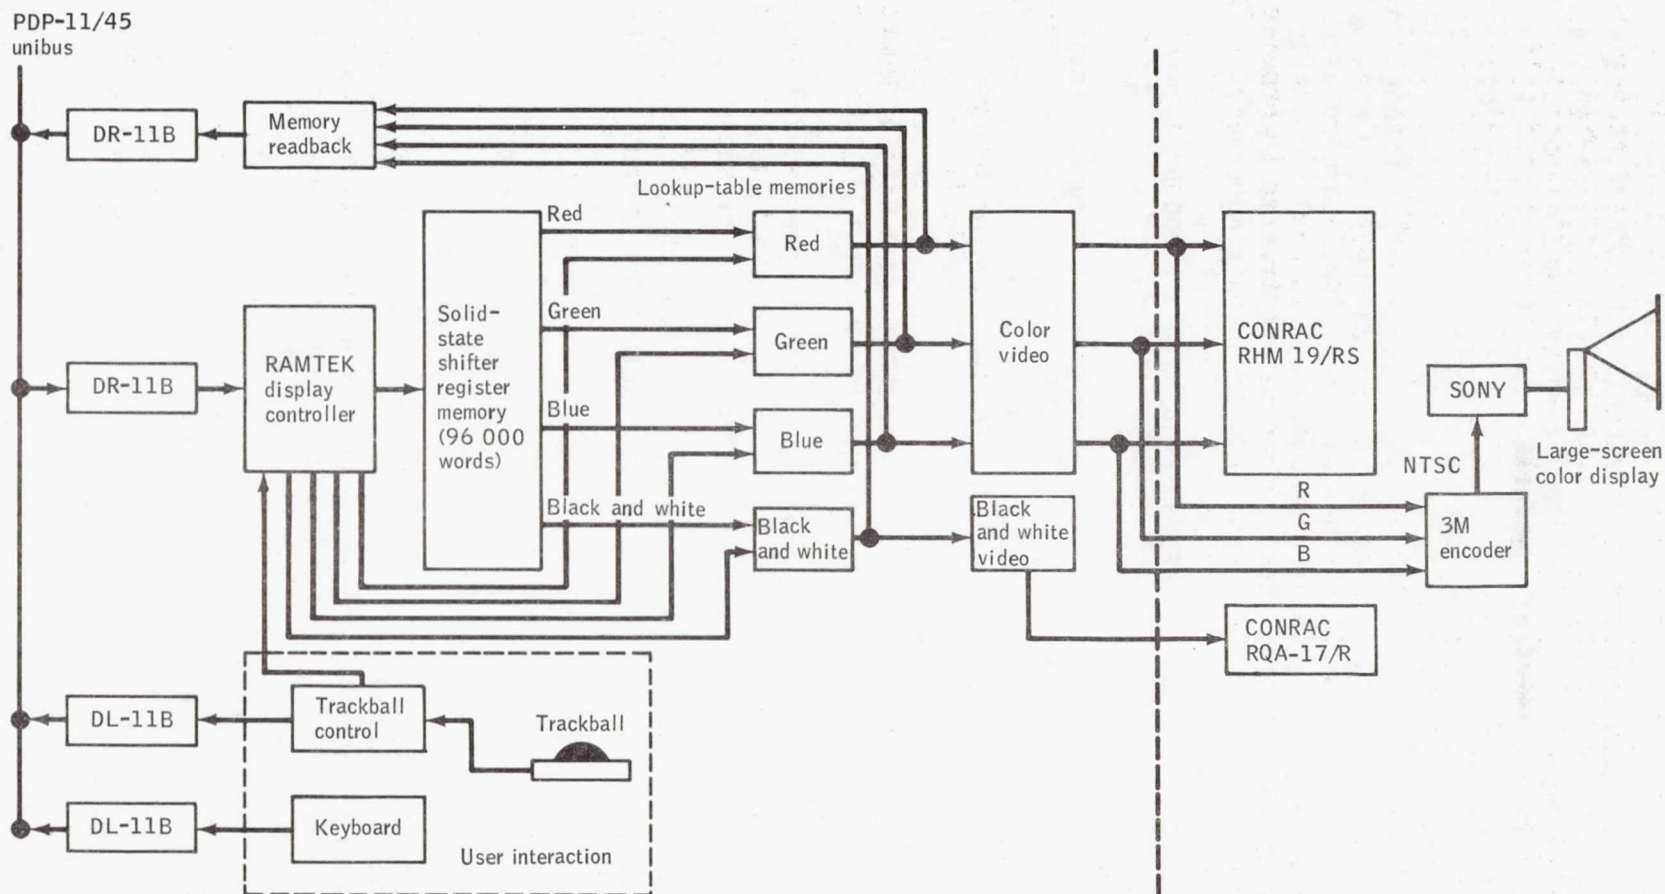 PDP-11/45
unibus
DR-11B
Memory
readback
Lookup-table memories
Red
Red
Solid-
state
shifter
register
memory
(96 000
words)
Green
Green
Blue
Blue
Black and white
Black
and white
RAMTEK
display
controller
DR-11B
Color
video
Black
and white
video
CONRAC
RHM 19/RS
SONY
NTSC
Large-screen
color display
R
G
B
3M
encoder
CONRAC
RQA-17/R
DL-11B
Trackball
control
Trackball
DL-11B
Keyboard
User interaction